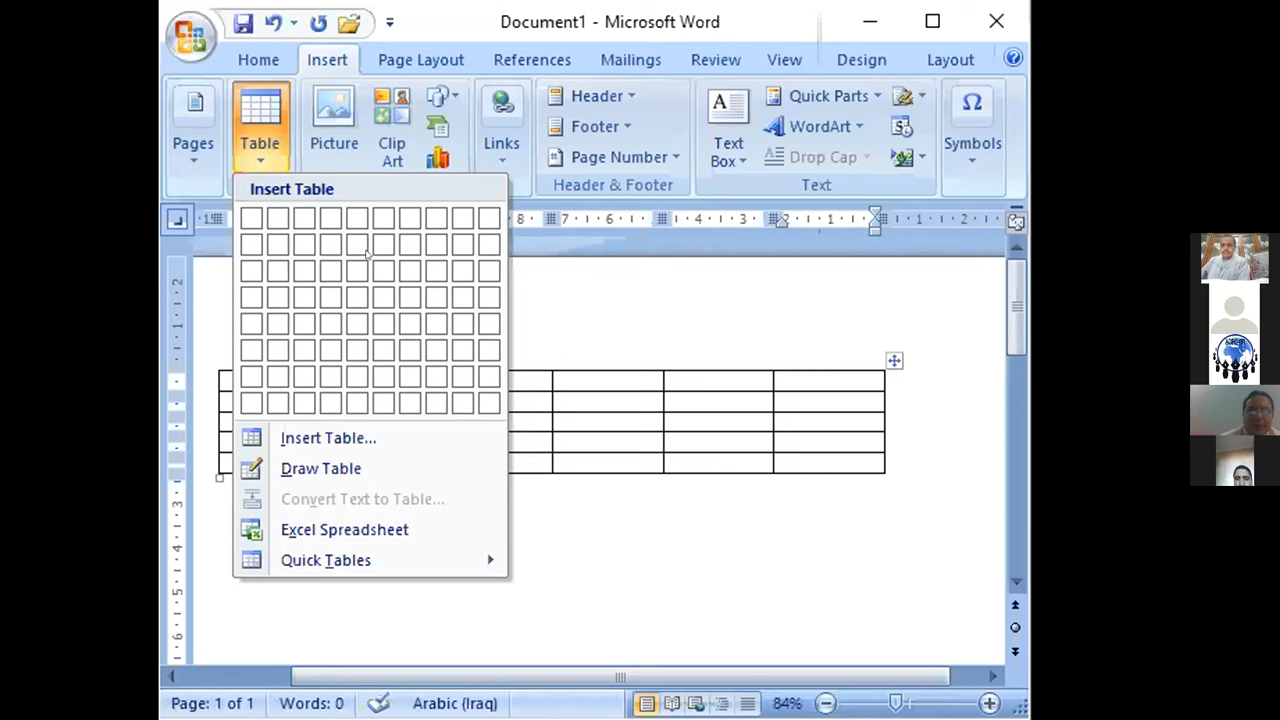 Document1 - Microsoft Word
Home Insert Page Layout References Mailings Review View Design Layout
Pages
Table
Picture
Clip Art
Links
Header
Footer
Page Number
Header & Footer
Text Box
Quick Parts
WordArt
Drop Cap
Text
Symbols
Insert Table
Insert Table...
Draw Table
Convert Text to Table...
Excel Spreadsheet
Quick Tables
Page: 1 of 1 Words: 0 Arabic (Iraq) 84%